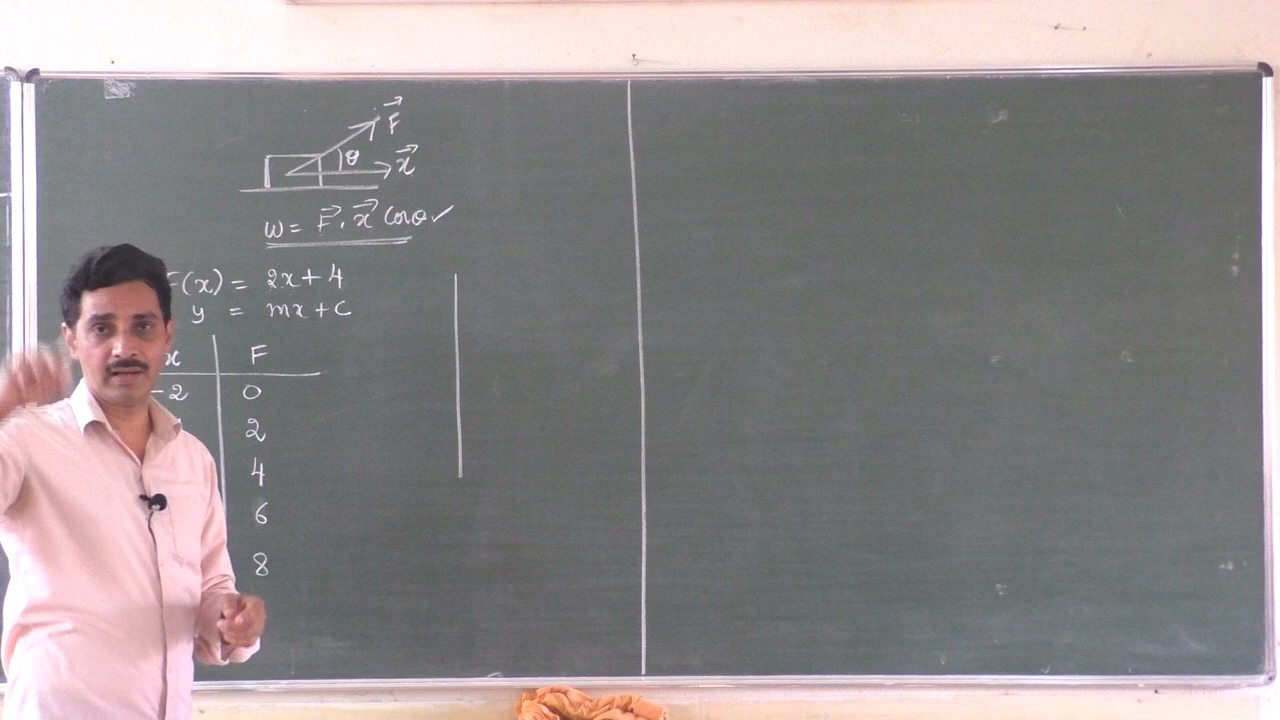 F⃗
θ
x⃗
W = F⃗ . x⃗ Cosθ ✓
F(x) = 2x + 4
y = mx + C
x F
-2 0
2
4
6
8